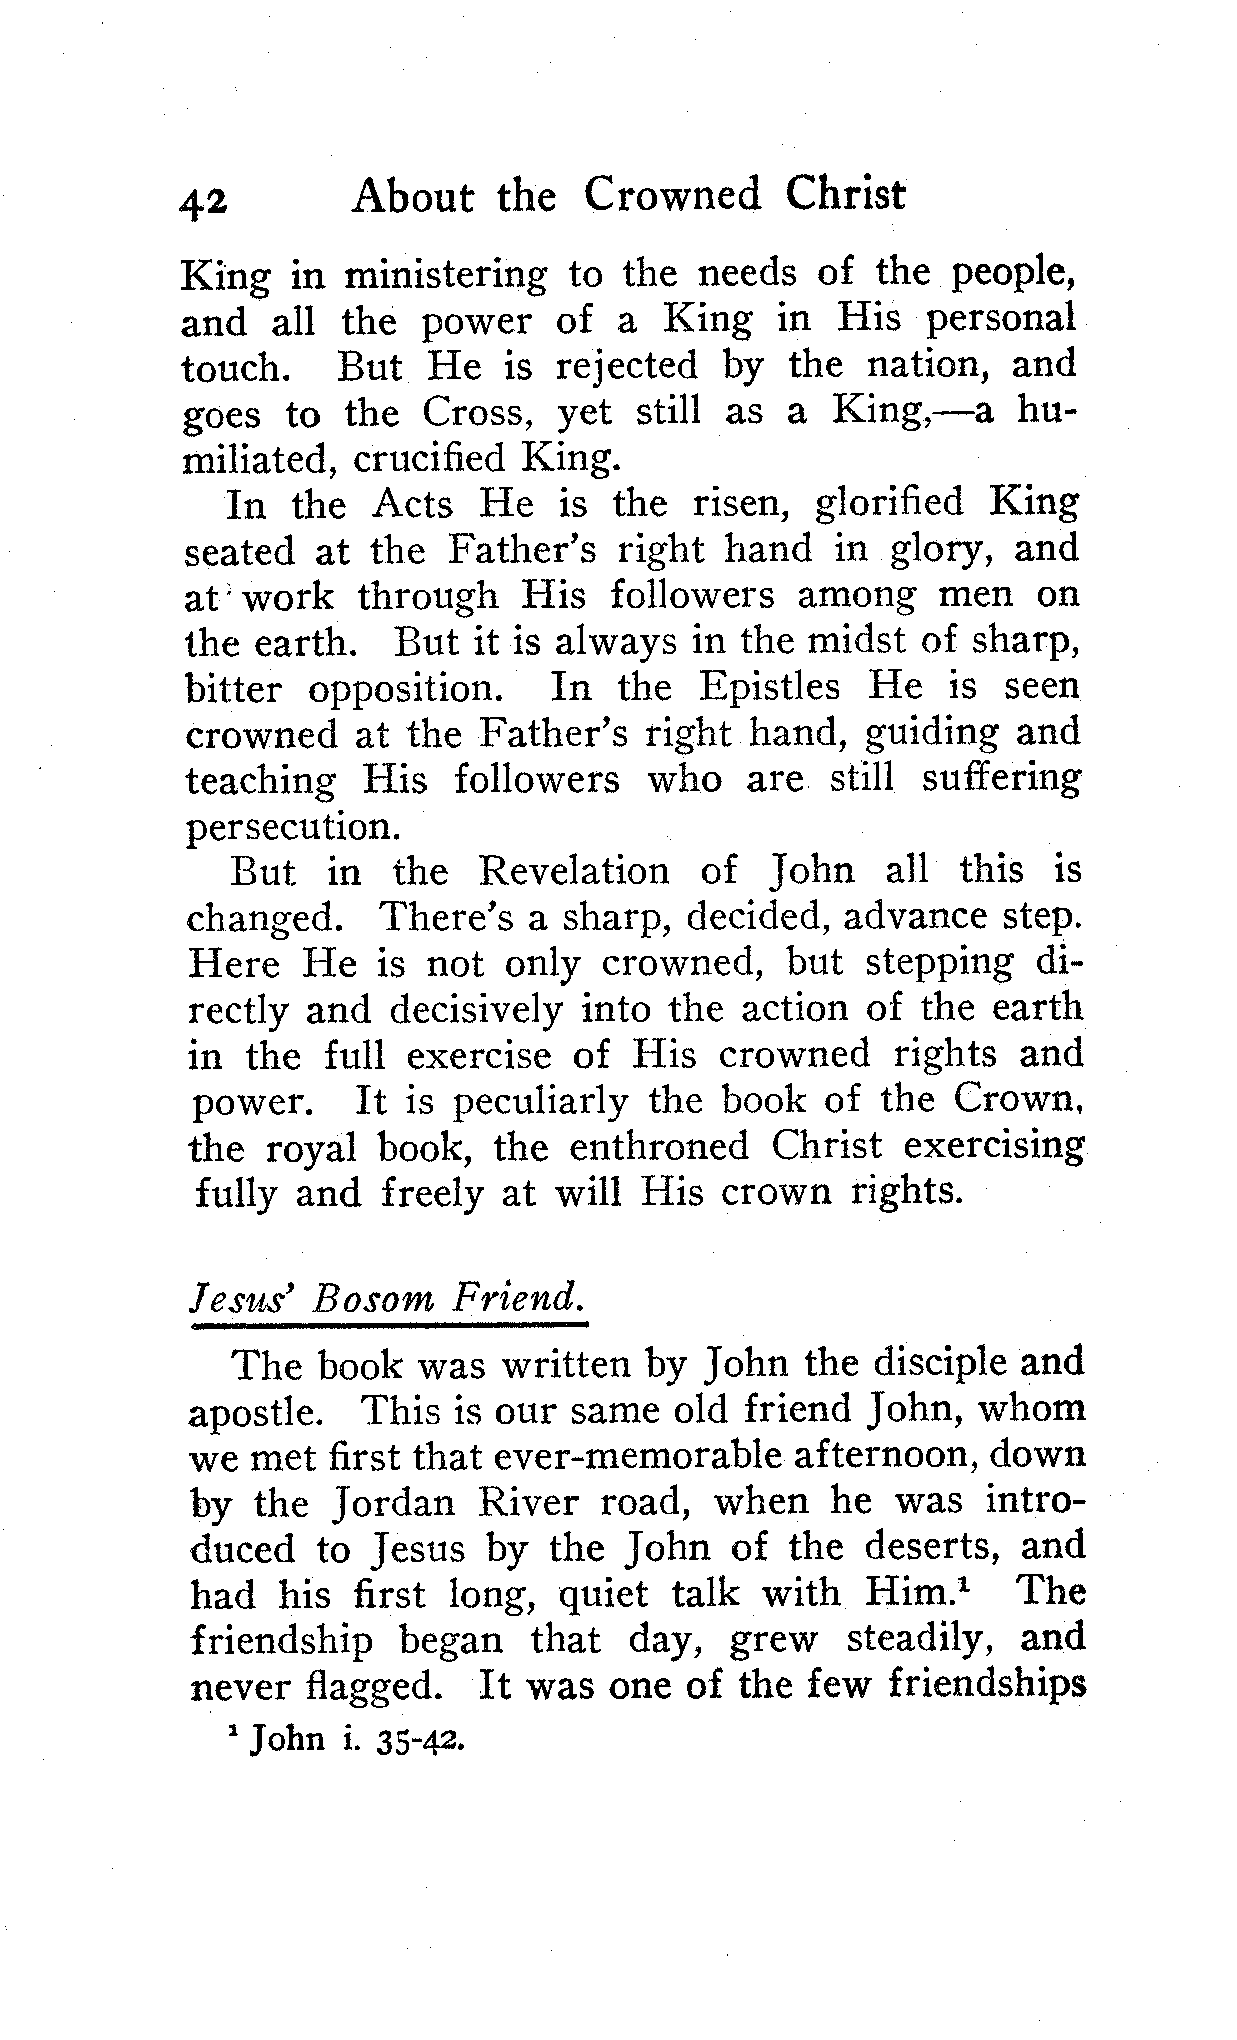 42 About the Crowned Christ
King in ministering to the needs of the people,
and all the power of a King in His personal
touch. But He is rejected by the nation, and
goes to the Cross, yet still as a King,—a hu-
miliated, crucified King.
In the Acts He is the risen, glorified King
seated at the Father's right hand in glory, and
at work through His followers among men on
the earth. But it is always in the midst of sharp,
bitter opposition. In the Epistles He is seen
crowned at the Father's right hand, guiding and
teaching His followers who are still suffering
persecution.
But in the Revelation of John all this is
changed. There's a sharp, decided, advance step.
Here He is not only crowned, but stepping di-
rectly and decisively into the action of the earth
in the full exercise of His crowned rights and
power. It is peculiarly the book of the Crown,
the royal book, the enthroned Christ exercising
fully and freely at will His crown rights.
Jesus' Bosom Friend.
The book was written by John the disciple and
apostle. This is our same old friend John, whom
we met first that ever-memorable afternoon, down
by the Jordan River road, when he was intro-
duced to Jesus by the John of the deserts, and
had his first long, quiet talk with Him.¹ The
friendship began that day, grew steadily, and
never flagged. It was one of the few friendships
¹ John i. 35-42.